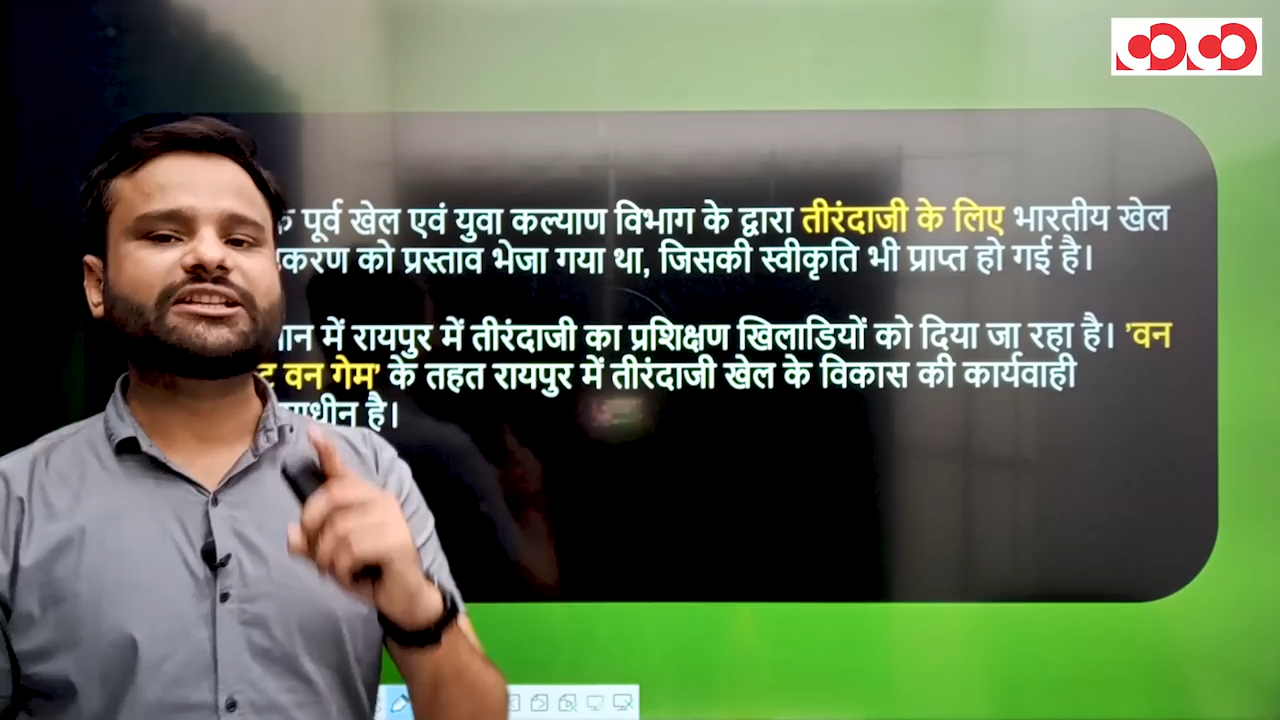 पूर्व खेल एवं युवा कल्याण विभाग के द्वारा तीरंदाजी के लिए भारतीय खेल
को प्रस्ताव भेजा गया था, जिसकी स्वीकृति भी प्राप्त हो गई है।
में रायपुर में तीरंदाजी का प्रशिक्षण खिलाडियों को दिया जा रहा है। 'वन
वन गेम' के तहत रायपुर में तीरंदाजी खेल के विकास की कार्यवाही
है।